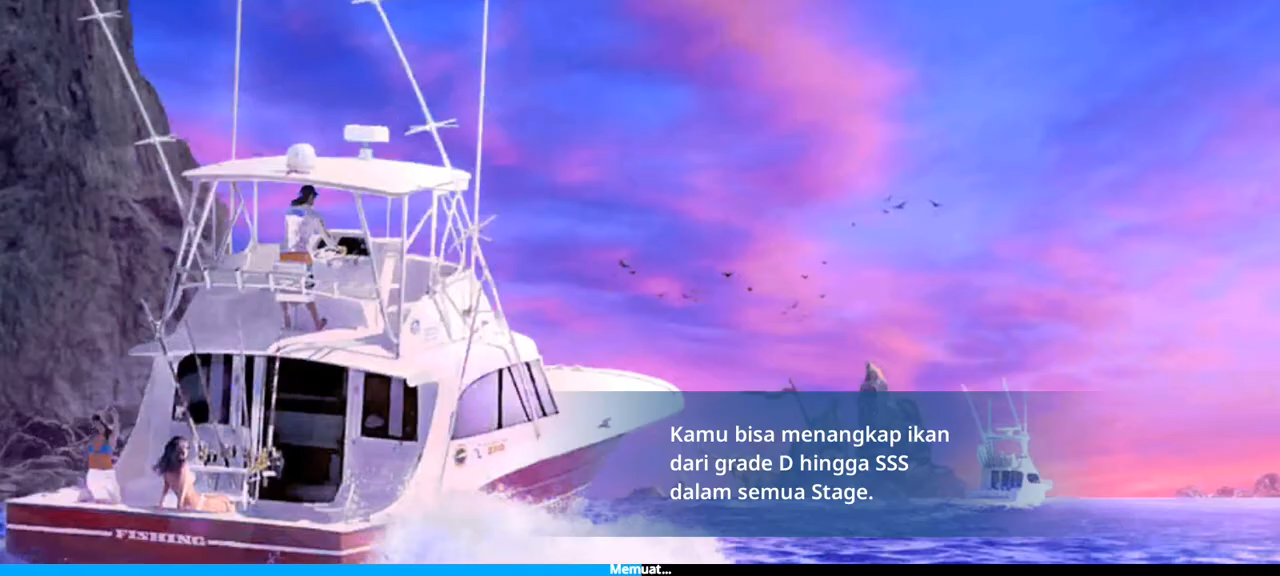 Kamu bisa menangkap ikan
dari grade D hingga SSS
dalam semua Stage.
FISHING
Memuat...